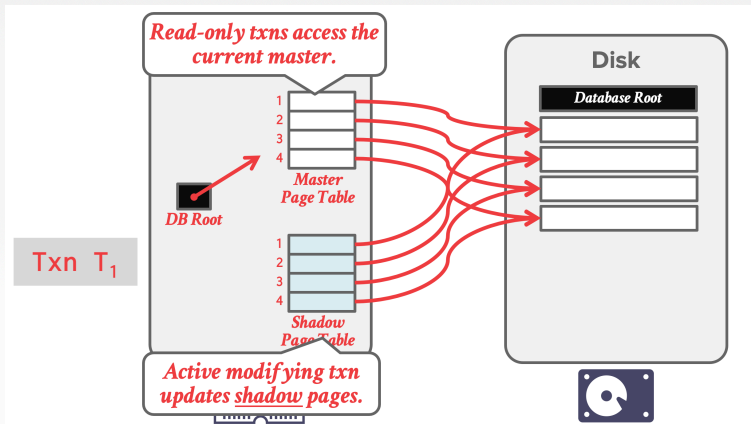 Read-only txns access the
current master.
Disk
Database Root
1
2
3
4
Master
Page Table
DB Root
Txn T₁
1
2
3
4
Shadow
Page Table
Active modifying txn
updates shadow pages.